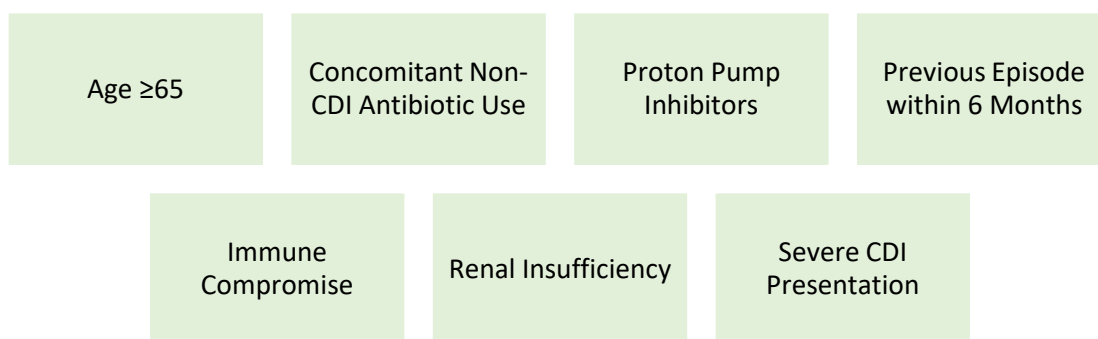 Age ≥65
Concomitant Non-
CDI Antibiotic Use
Proton Pump
Inhibitors
Previous Episode
within 6 Months
Immune
Compromise
Renal Insufficiency
Severe CDI
Presentation